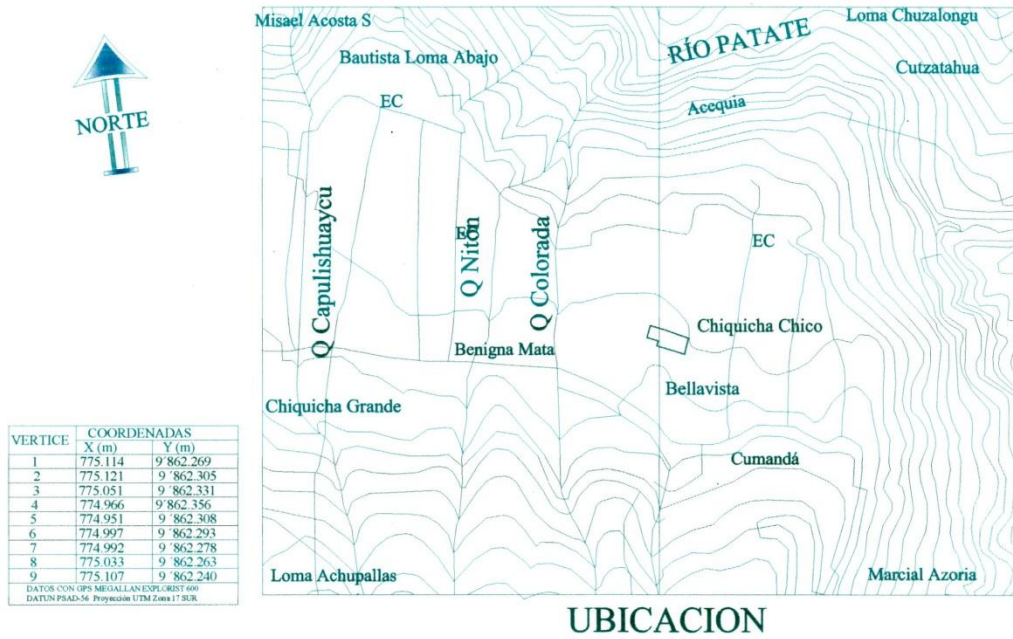 Misael Acosta S
Loma Chuzalongu
RÍO PATATE
Bautista Loma Abajo
Cutzatahua
EC
Acequia
NORTE
Q Capulishuaycu
Q Nitón
EC
Q Colorada
EC
Chiquicha Chico
Benigna Mata
Bellavista
Chiquicha Grande
Cumandá
VERTICE COORDENADAS
X (m) Y (m)
1 775.114 9'862.269
2 775.121 9 ´862.305
3 775.051 9 ´862.331
4 774.966 9'862.356
5 774.951 9 ´862.308
6 774.997 9 ´862.293
7 774.992 9 ´862.278
8 775.033 9 ´862.263
9 775.107 9 ´862.240
DATOS CON GPS MEGALLAN EXPLORIST 600
DATUN PSAD-56 Proyección UTM Zona 17 SUR
Loma Achupallas
Marcial Azoria
UBICACION